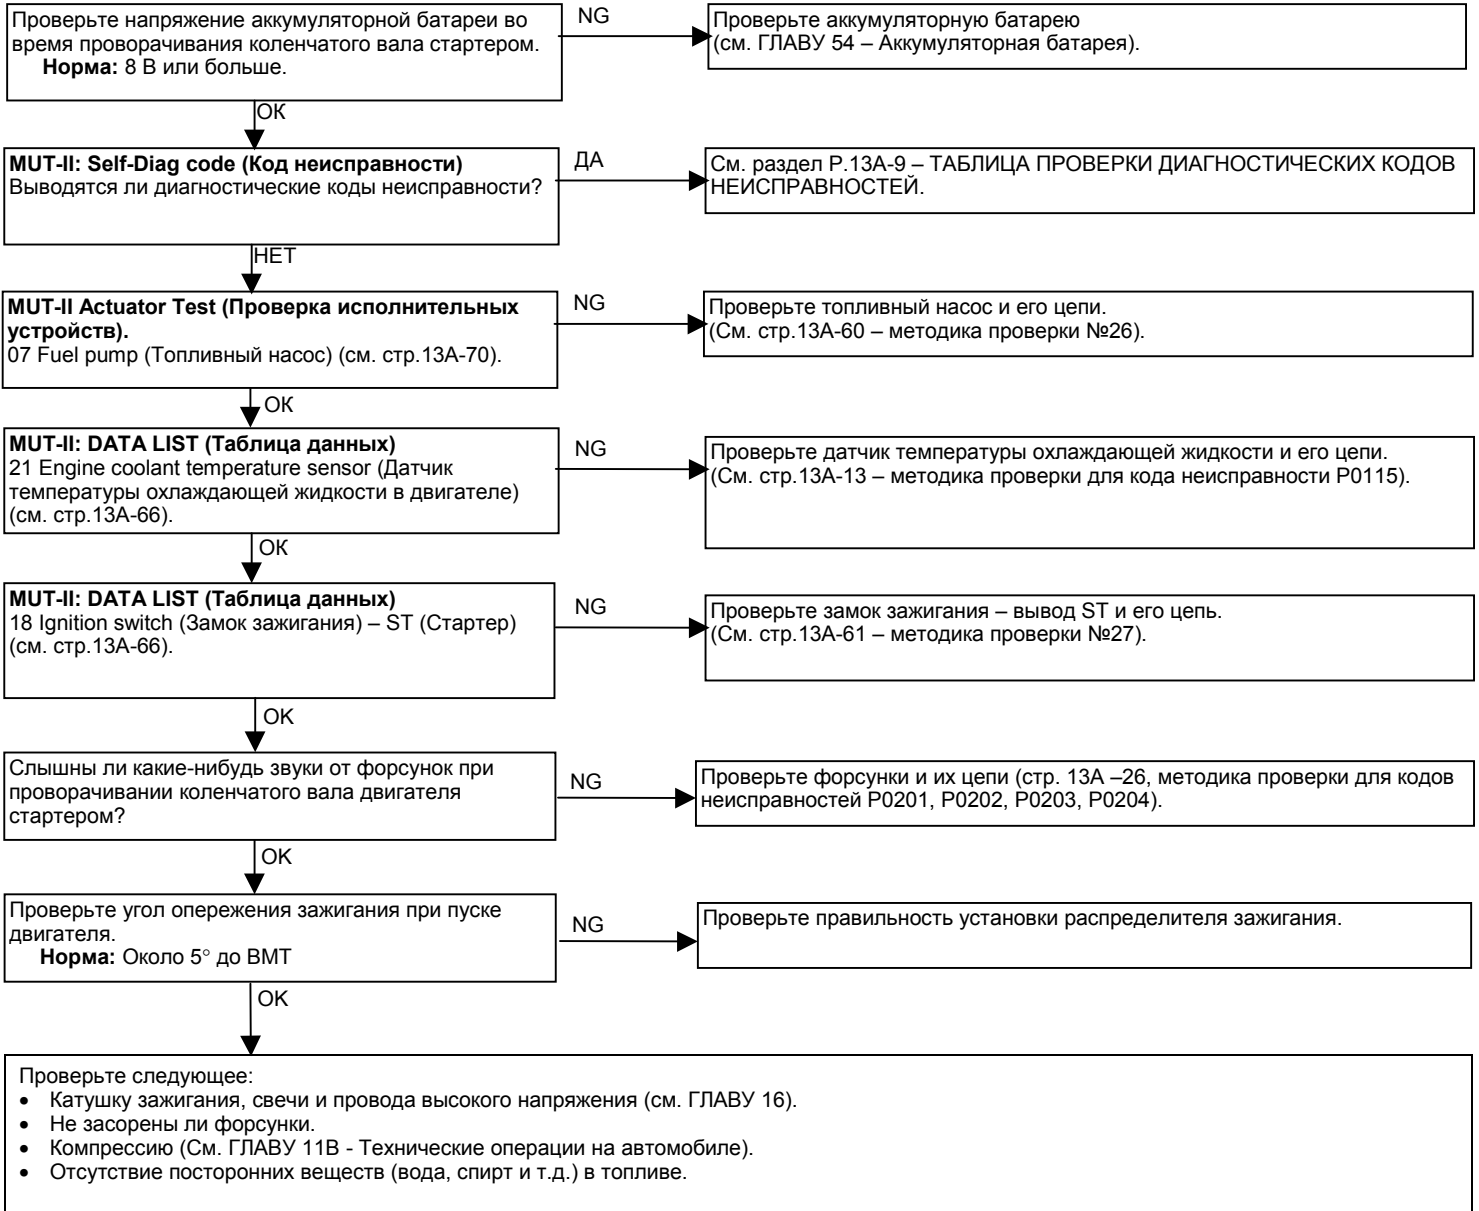 Проверьте напряжение аккумуляторной батареи во
время проворачивания коленчатого вала стартером.
Норма: 8 В или больше.
NG
Проверьте аккумуляторную батарею
(см. ГЛАВУ 54 – Аккумуляторная батарея).
ОК
MUT-II: Self-Diag code (Код неисправности)
Выводятся ли диагностические коды неисправности?
ДА
См. раздел P.13A-9 – ТАБЛИЦА ПРОВЕРКИ ДИАГНОСТИЧЕСКИХ КОДОВ
НЕИСПРАВНОСТЕЙ.
НЕТ
MUT-II Actuator Test (Проверка исполнительных
устройств).
07 Fuel pump (Топливный насос) (см. стр.13А-70).
NG
Проверьте топливный насос и его цепи.
(См. стр.13А-60 – методика проверки №26).
ОК
MUT-II: DATA LIST (Таблица данных)
21 Engine coolant temperature sensor (Датчик
температуры охлаждающей жидкости в двигателе)
(см. стр.13А-66).
NG
Проверьте датчик температуры охлаждающей жидкости и его цепи.
(См. стр.13А-13 – методика проверки для кода неисправности P0115).
ОК
MUT-II: DATA LIST (Таблица данных)
18 Ignition switch (Замок зажигания) – ST (Стартер)
(см. стр.13А-66).
NG
Проверьте замок зажигания – вывод ST и его цепь.
(См. стр.13А-61 – методика проверки №27).
OK
Слышны ли какие-нибудь звуки от форсунок при
проворачивании коленчатого вала двигателя
стартером?
NG
Проверьте форсунки и их цепи (стр. 13А –26, методика проверки для кодов
неисправностей P0201, P0202, P0203, P0204).
OK
Проверьте угол опережения зажигания при пуске
двигателя.
Норма: Около 5° до ВМТ
NG
Проверьте правильность установки распределителя зажигания.
OK
Проверьте следующее:
• Катушку зажигания, свечи и провода высокого напряжения (см. ГЛАВУ 16).
• Не засорены ли форсунки.
• Компрессию (См. ГЛАВУ 11В - Технические операции на автомобиле).
• Отсутствие посторонних веществ (вода, спирт и т.д.) в топливе.